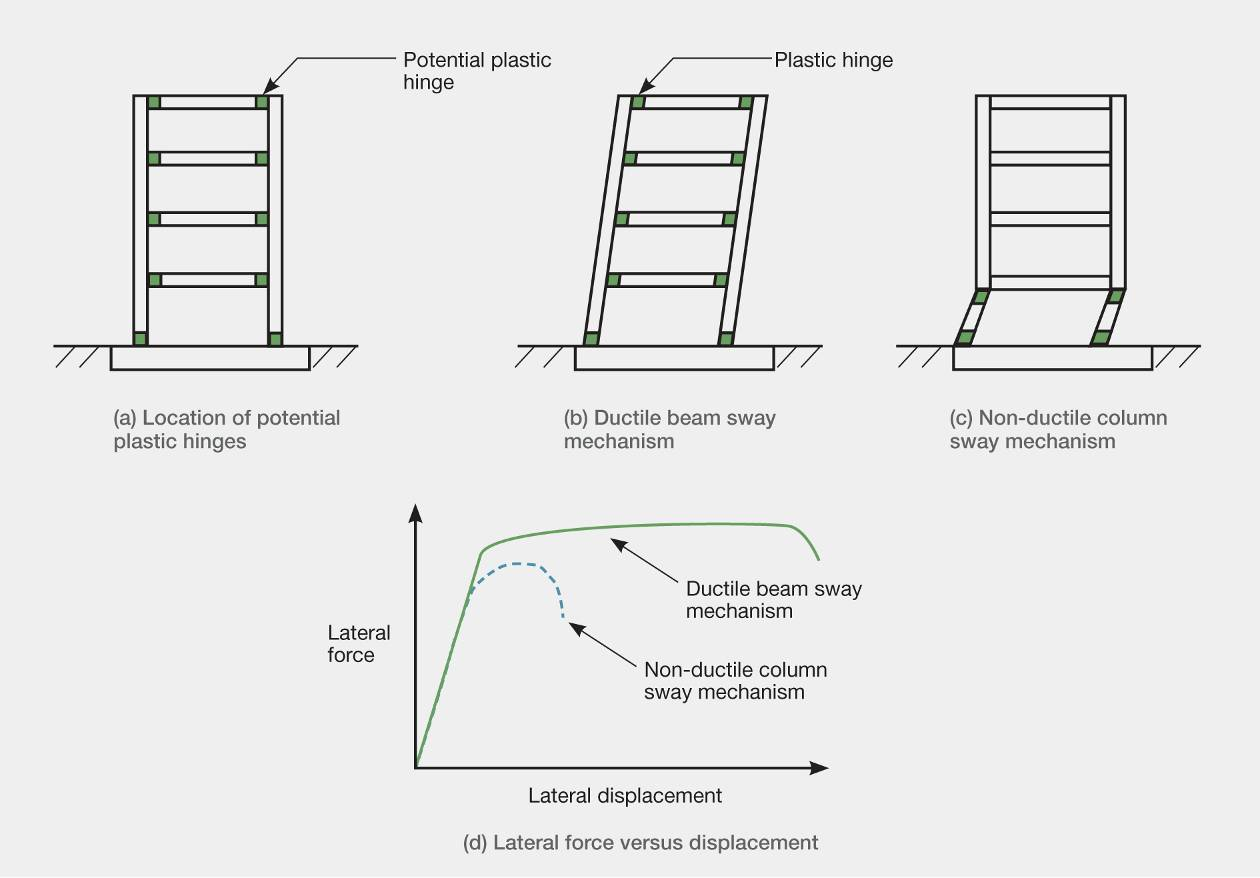 Potential plastic
hinge
Plastic hinge
(a) Location of potential
plastic hinges
(b) Ductile beam sway
mechanism
(c) Non-ductile column
sway mechanism
Ductile beam sway
mechanism
Lateral
force
Non-ductile column
sway mechanism
Lateral displacement
(d) Lateral force versus displacement